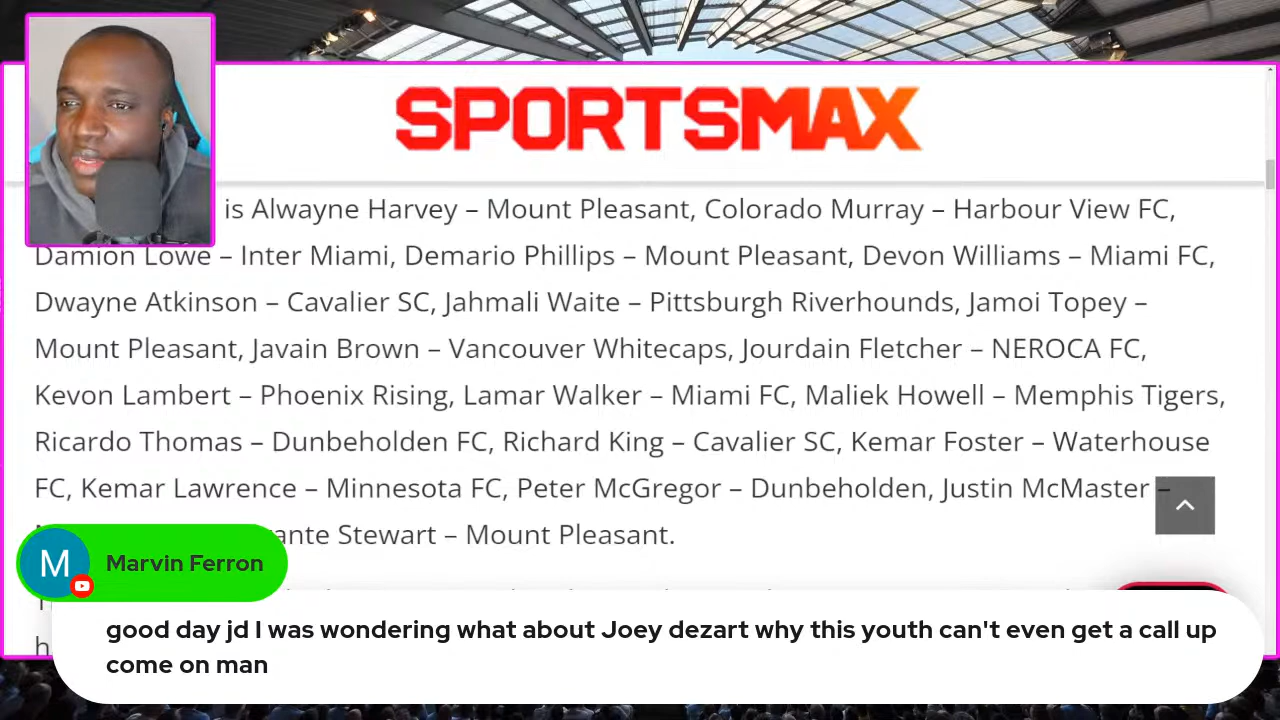 SPORTSMAX
is Alwayne Harvey – Mount Pleasant, Colorado Murray – Harbour View FC,
Damion Lowe – Inter Miami, Demario Phillips – Mount Pleasant, Devon Williams – Miami FC,
Dwayne Atkinson – Cavalier SC, Jahmali Waite – Pittsburgh Riverhounds, Jamoi Topey –
Mount Pleasant, Javain Brown – Vancouver Whitecaps, Jourdain Fletcher – NEROCA FC,
Kevon Lambert – Phoenix Rising, Lamar Walker – Miami FC, Maliek Howell – Memphis Tigers,
Ricardo Thomas – Dunbeholden FC, Richard King – Cavalier SC, Kemar Foster – Waterhouse
FC, Kemar Lawrence – Minnesota FC, Peter McGregor – Dunbeholden, Justin McMaster –
Stewart – Mount Pleasant.
M
Marvin Ferron
good day jd I was wondering what about Joey dezart why this youth can't even get a call up
come on man